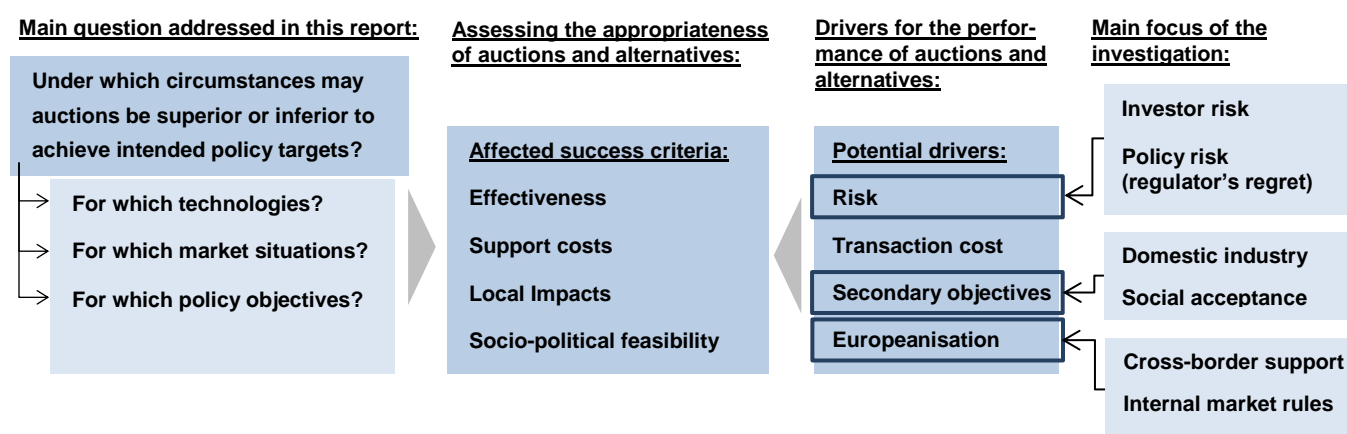 Main question addressed in this report:
Under which circumstances may
auctions be superior or inferior to
achieve intended policy targets?
For which technologies?
For which market situations?
For which policy objectives?
Assessing the appropriateness
of auctions and alternatives:
Affected success criteria:
Effectiveness
Support costs
Local Impacts
Socio-political feasibility
Drivers for the perfor-
mance of auctions and
alternatives:
Potential drivers:
Risk
Transaction cost
Secondary objectives
Europeanisation
Main focus of the
investigation:
Investor risk
Policy risk
(regulator’s regret)
Domestic industry
Social acceptance
Cross-border support
Internal market rules